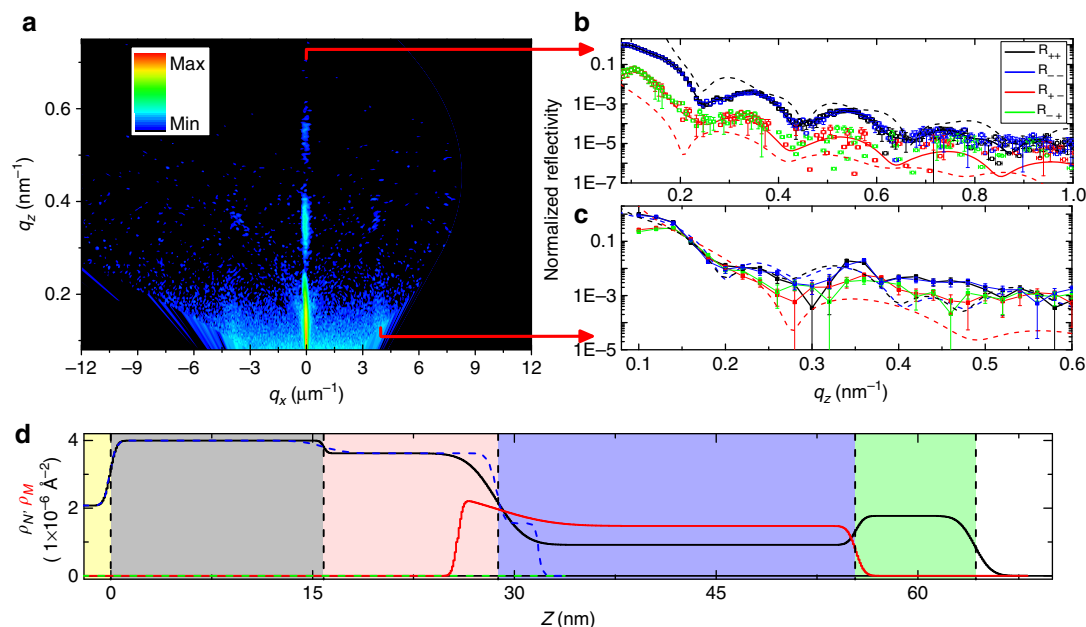 a
b
c
d
Max
Min
0.6
0.4
0.2
q_z (nm⁻¹)
−12 −9 −6 −3 0 3 6 9 12
q_x (μm⁻¹)
Normalized reflectivity
0.1
1E–3
1E–5
1E–7
0.2 0.4 0.6 0.8 1.0
R₊₊
R₋₋
R₊₋
R₋₊
0.1
1E–3
1E–5
0.1 0.2 0.3 0.4 0.5 0.6
q_z (nm⁻¹)
ρ_N, ρ_M
(1×10⁻⁶ Å⁻²)
4
2
0
0 15 30 45 60
Z (nm)